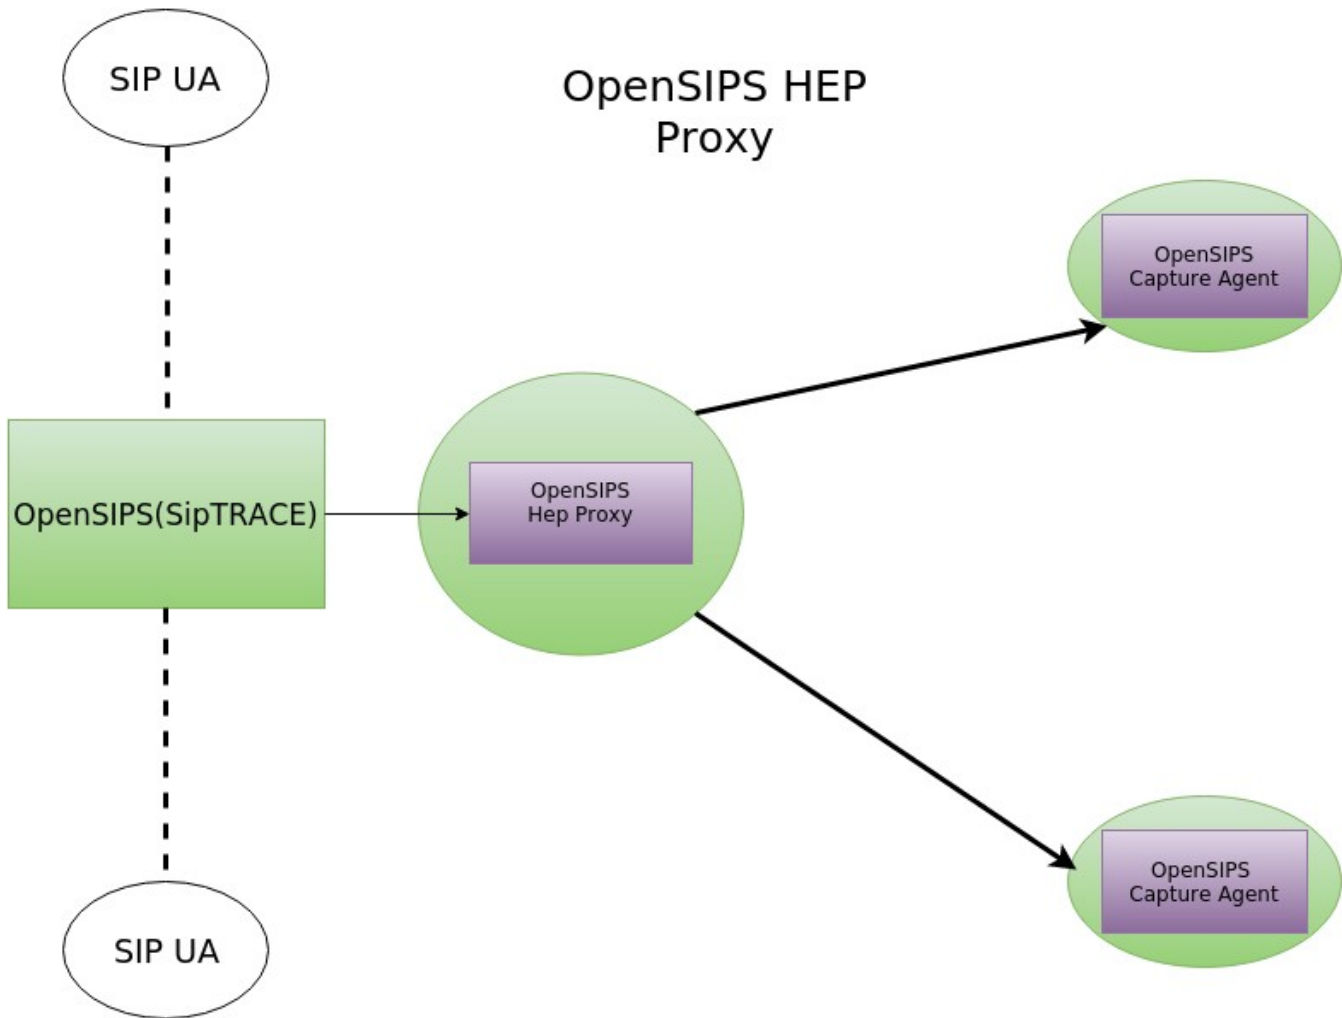 SIP UA
OpenSIPS HEP
Proxy
OpenSIPS
Capture Agent
OpenSIPS(SipTRACE)
OpenSIPS
Hep Proxy
OpenSIPS
Capture Agent
SIP UA